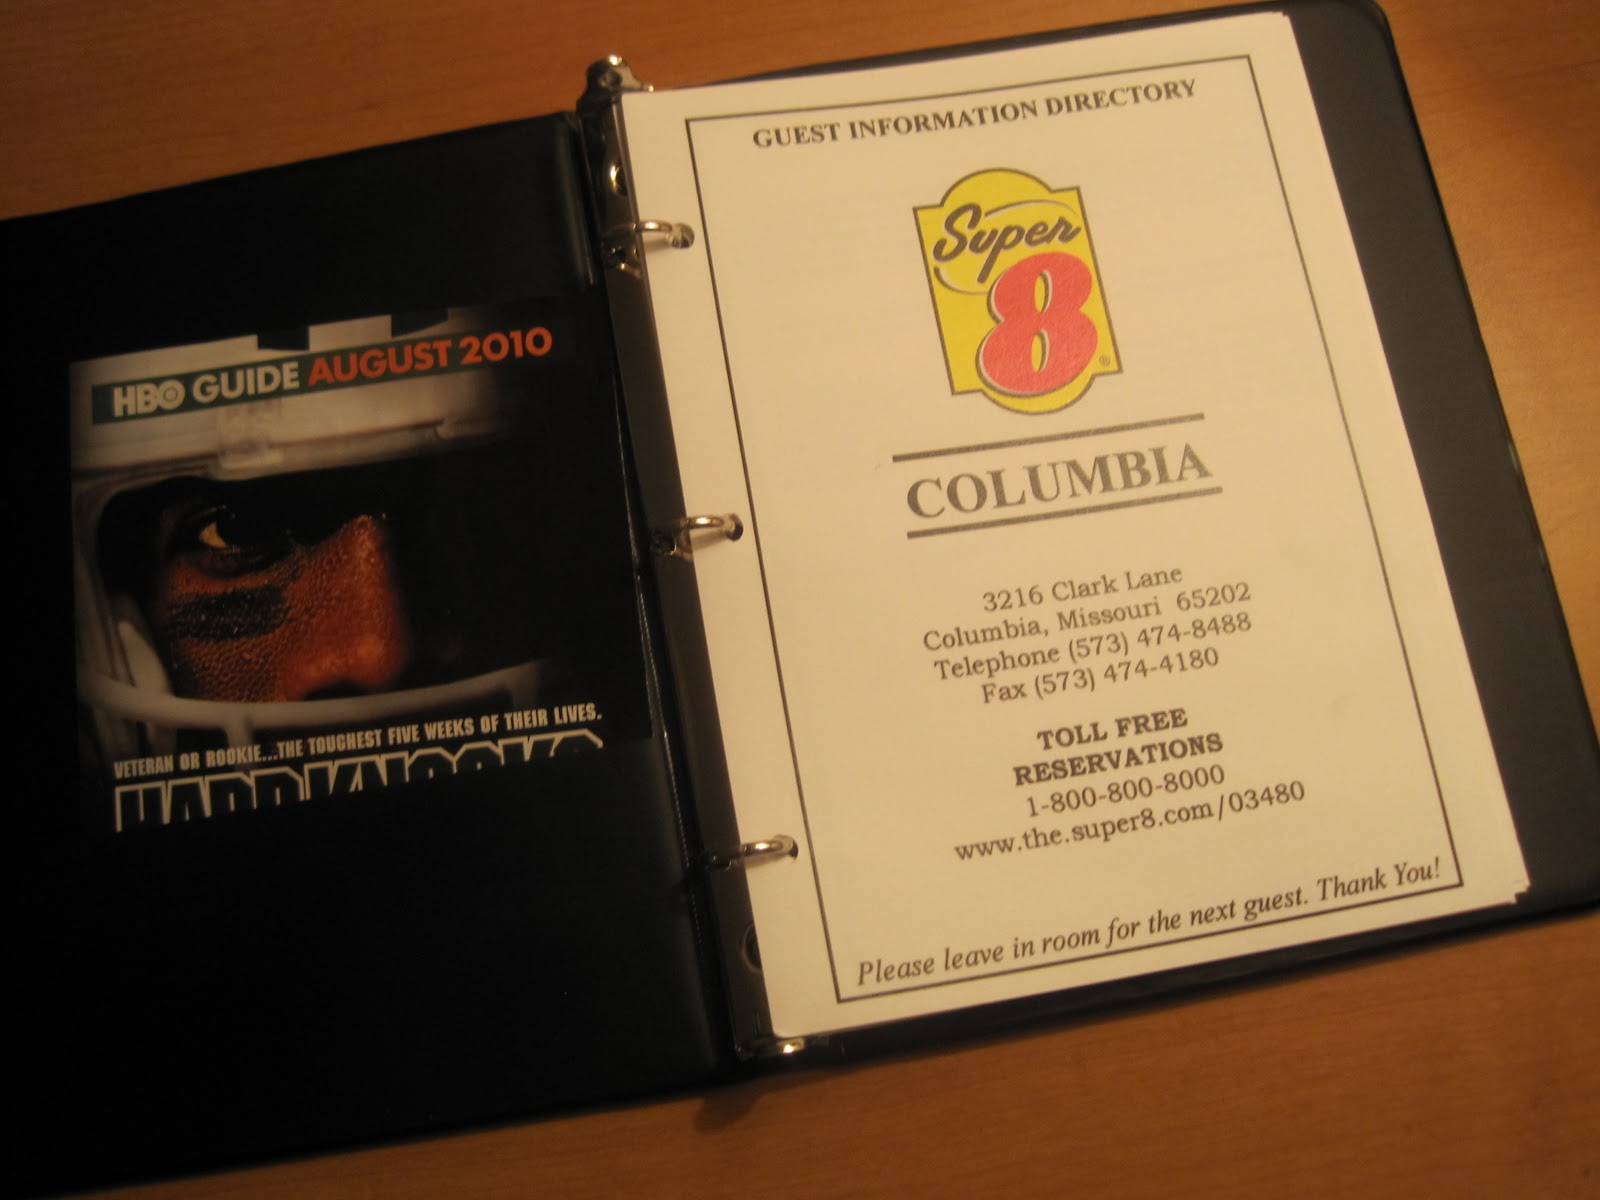 HBO GUIDE AUGUST 2010
VETERAN OR ROOKIE...THE TOUGHEST FIVE WEEKS OF THEIR LIVES.
HARD KNOCKS
GUEST INFORMATION DIRECTORY
Super
8
®
COLUMBIA
3216 Clark Lane
Columbia, Missouri 65202
Telephone (573) 474-8488
Fax (573) 474-4180
TOLL FREE
RESERVATIONS
1-800-800-8000
www.the.super8.com/03480
Please leave in room for the next guest. Thank You!